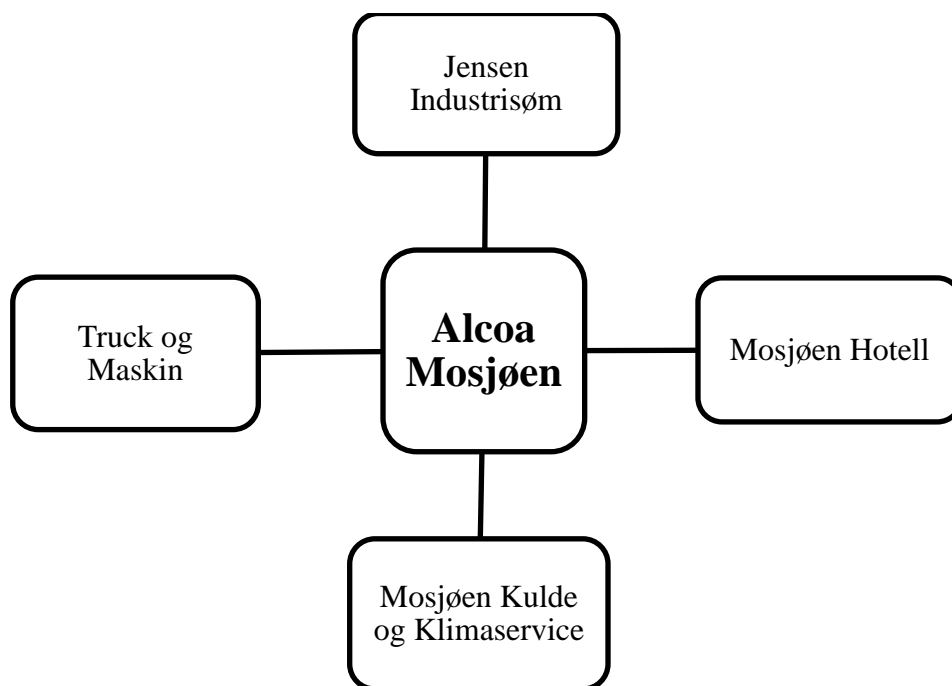 Jensen
Industrisøm
Truck og
Maskin
Alcoa
Mosjøen
Mosjøen Hotell
Mosjøen Kulde
og Klimaservice